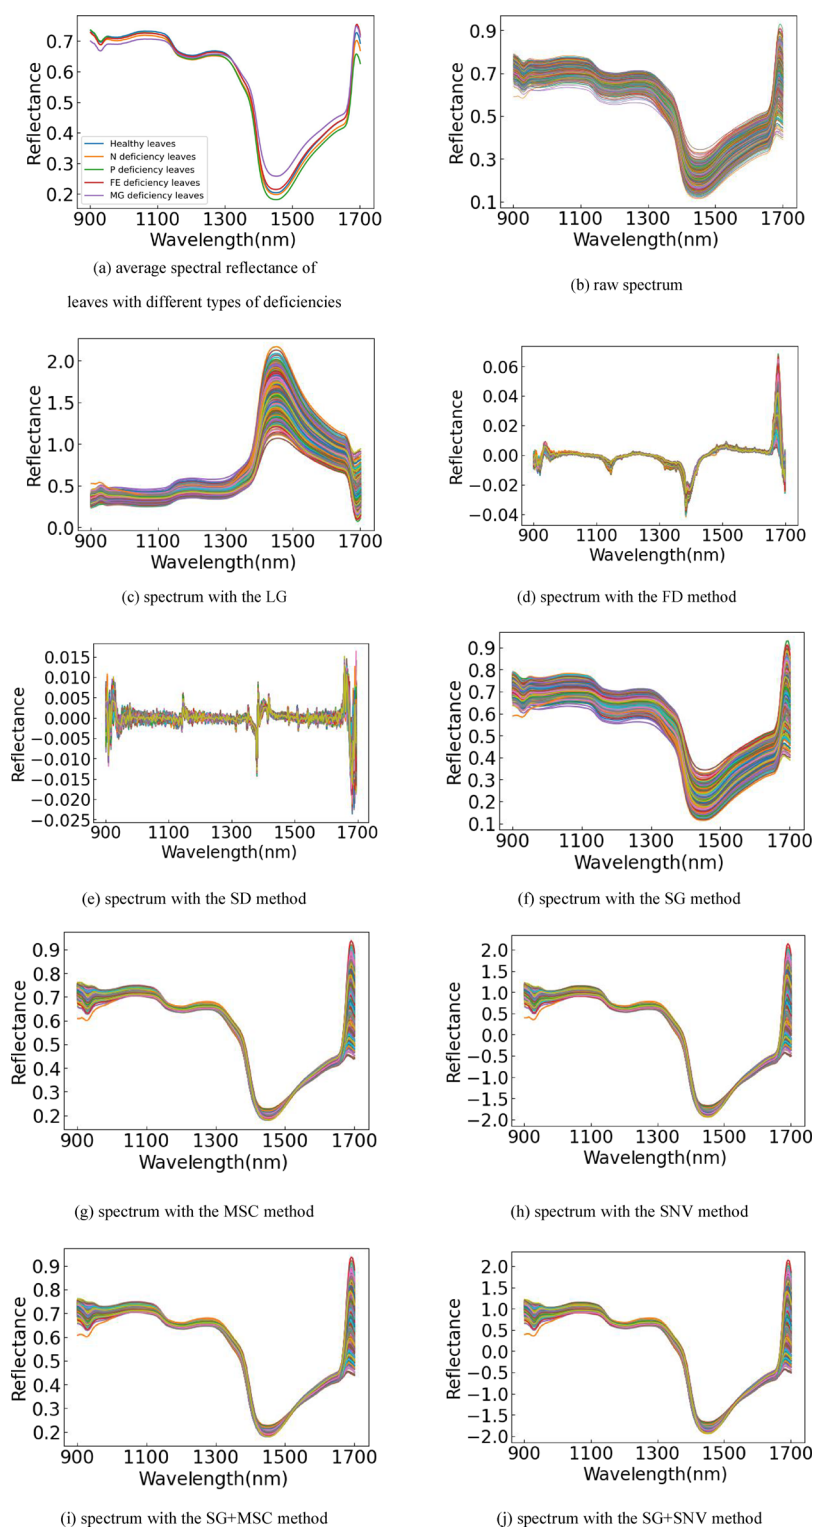 0.7
0.6
0.5
0.4
0.3
0.2
Reflectance
Healthy leaves
N deficiency leaves
P deficiency leaves
FE deficiency leaves
MG deficiency leaves
900 1100 1300 1500 1700
Wavelength(nm)
(a) average spectral reflectance of
leaves with different types of deficiencies
0.9
0.7
0.5
0.3
0.1
Reflectance
900 1100 1300 1500 1700
Wavelength(nm)
(b) raw spectrum
2.0
1.5
1.0
0.5
0.0
Reflectance
900 1100 1300 1500 1700
Wavelength(nm)
(c) spectrum with the LG
0.06
0.04
0.02
0.00
−0.02
−0.04
Reflectance
900 1100 1300 1500 1700
Wavelength(nm)
(d) spectrum with the FD method
0.015
0.010
0.005
0.000
−0.005
−0.010
−0.015
−0.020
−0.025
Reflectance
900 1100 1300 1500 1700
Wavelength(nm)
(e) spectrum with the SD method
0.9
0.8
0.7
0.6
0.5
0.4
0.3
0.2
0.1
Reflectance
900 1100 1300 1500 1700
Wavelength(nm)
(f) spectrum with the SG method
0.9
0.8
0.7
0.6
0.5
0.4
0.3
0.2
Reflectance
900 1100 1300 1500 1700
Wavelength(nm)
(g) spectrum with the MSC method
2.0
1.5
1.0
0.5
0.0
−0.5
−1.0
−1.5
−2.0
Reflectance
900 1100 1300 1500 1700
Wavelength(nm)
(h) spectrum with the SNV method
0.9
0.8
0.7
0.6
0.5
0.4
0.3
0.2
Reflectance
900 1100 1300 1500 1700
Wavelength(nm)
(i) spectrum with the SG+MSC method
2.0
1.5
1.0
0.5
0.0
−0.5
−1.0
−1.5
−2.0
Reflectance
900 1100 1300 1500 1700
Wavelength(nm)
(j) spectrum with the SG+SNV method